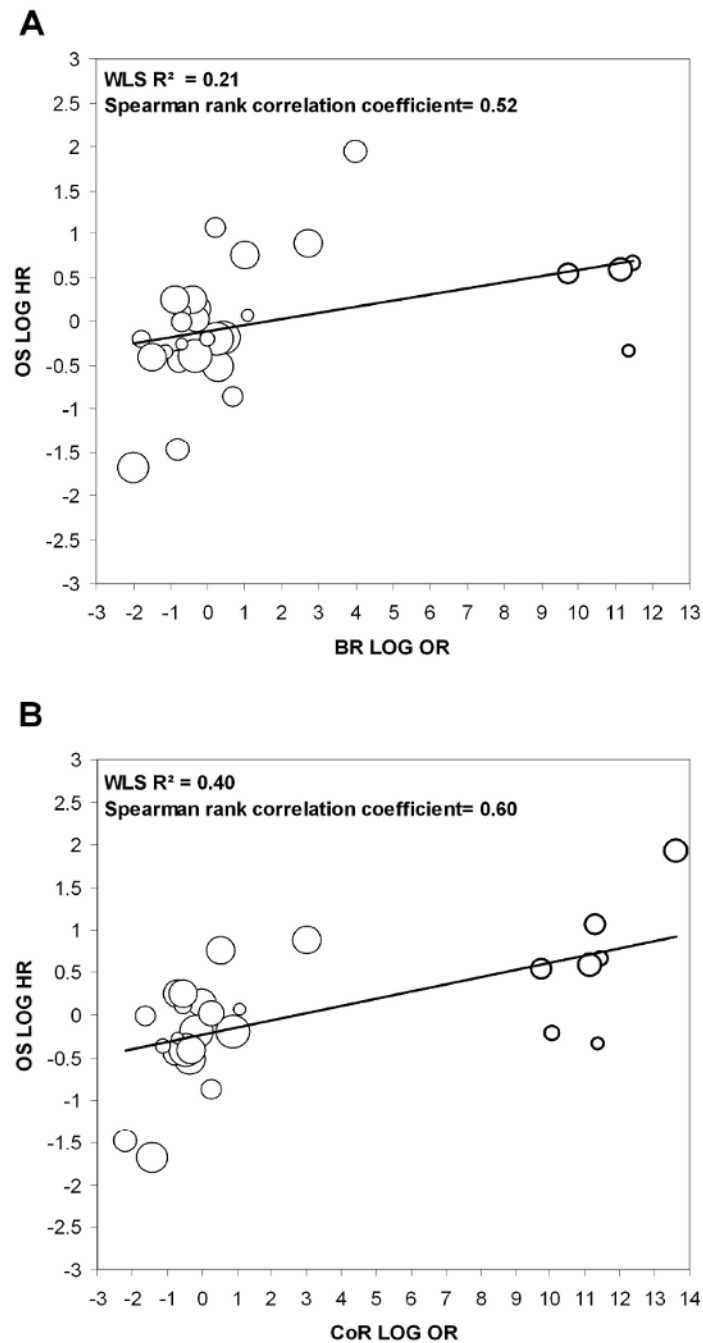 A
WLS R² = 0.21
Spearman rank correlation coefficient= 0.52
3
2.5
2
1.5
1
0.5
0
-0.5
-1
-1.5
-2
-2.5
-3
OS LOG HR
-3 -2 -1 0 1 2 3 4 5 6 7 8 9 10 11 12 13
BR LOG OR
B
WLS R² = 0.40
Spearman rank correlation coefficient= 0.60
3
2.5
2
1.5
1
0.5
0
-0.5
-1
-1.5
-2
-2.5
-3
OS LOG HR
-3 -2 -1 0 1 2 3 4 5 6 7 8 9 10 11 12 13 14
CoR LOG OR